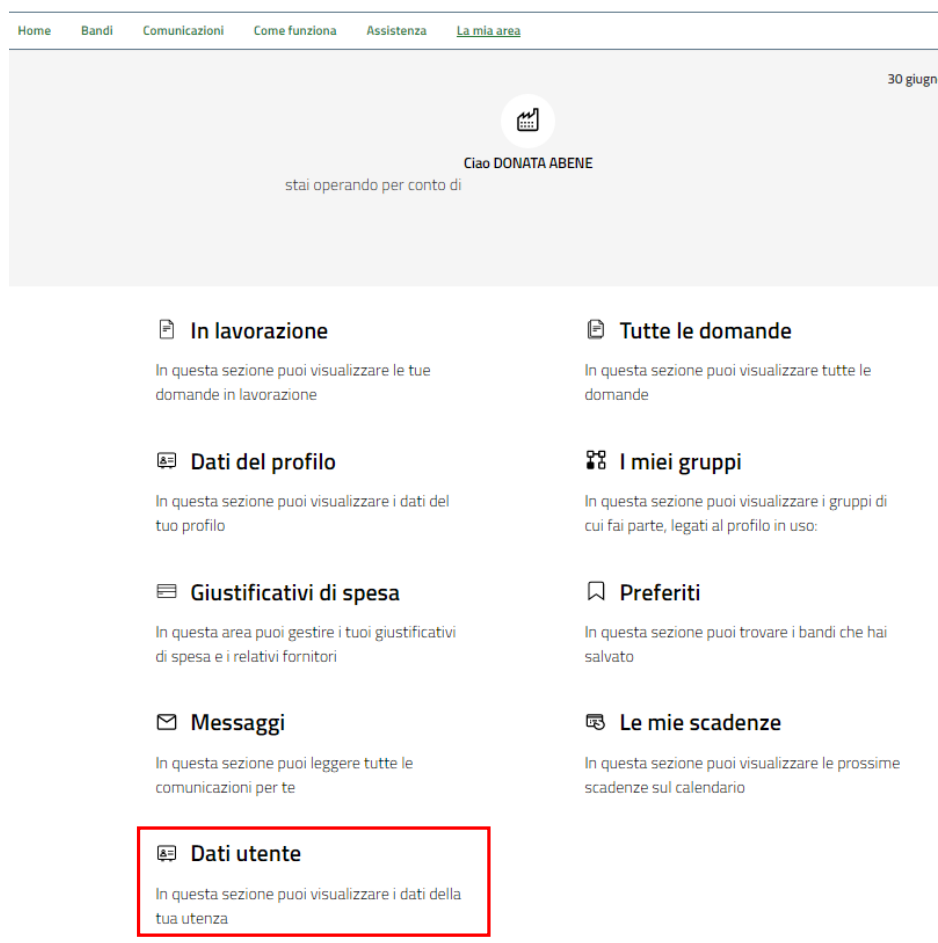 Home Bandi Comunicazioni Come funziona Assistenza La mia area
30 giugn
Ciao DONATA ABENE
stai operando per conto di
In lavorazione
In questa sezione puoi visualizzare le tue
domande in lavorazione
Tutte le domande
In questa sezione puoi visualizzare tutte le
domande
Dati del profilo
In questa sezione puoi visualizzare i dati del
tuo profilo
I miei gruppi
In questa sezione puoi visualizzare i gruppi di
cui fai parte, legati al profilo in uso:
Giustificativi di spesa
In questa area puoi gestire i tuoi giustificativi
di spesa e i relativi fornitori
Preferiti
In questa sezione puoi trovare i bandi che hai
salvato
Messaggi
In questa sezione puoi leggere tutte le
comunicazioni per te
Le mie scadenze
In questa sezione puoi visualizzare le prossime
scadenze sul calendario
Dati utente
In questa sezione puoi visualizzare i dati della
tua utenza